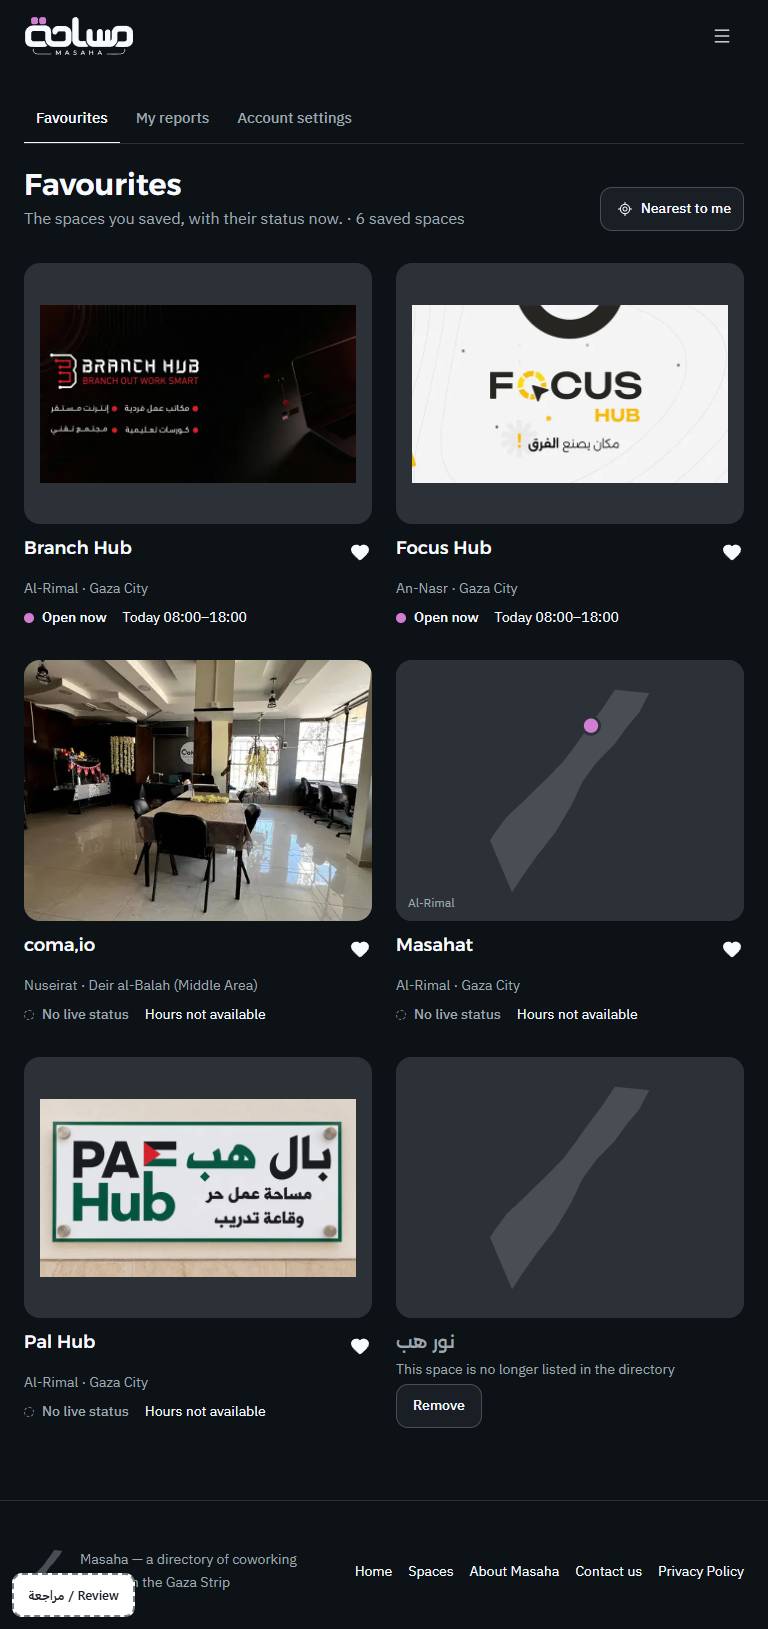 مساحة
MASAHA
Favourites
My reports
Account settings
Favourites
The spaces you saved, with their status now. · 6 saved spaces
Nearest to me
BRANCH HUB
BRANCH OUT WORK SMART
مكاتب عمل فردية
إنترنت مستقر
كورسات تعليمية
مجتمع تقني
FOCUS
HUB
مكان يصنع الفرق !
Branch Hub
Al-Rimal · Gaza City
Open now
Today 08:00–18:00
Focus Hub
An-Nasr · Gaza City
Open now
Today 08:00–18:00
coma,io
Nuseirat · Deir al-Balah (Middle Area)
No live status
Hours not available
Al-Rimal
Masahat
Al-Rimal · Gaza City
No live status
Hours not available
PAL
Hub
بال هب
مساحة عمل حر
وقاعة تدريب
Pal Hub
Al-Rimal · Gaza City
No live status
Hours not available
نور هب
This space is no longer listed in the directory
Remove
Masaha — a directory of coworking
the Gaza Strip
Home
Spaces
About Masaha
Contact us
Privacy Policy
مراجعة / Review